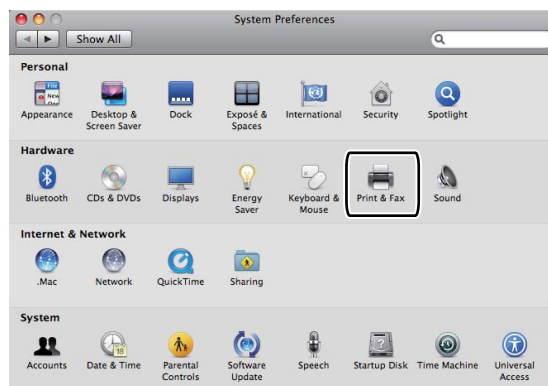 System Preferences
Show All
Personal
Appearance
Desktop &
Screen Saver
Dock
Exposé &
Spaces
International
Security
Spotlight
Hardware
Bluetooth
CDs & DVDs
Displays
Energy
Saver
Keyboard &
Mouse
Print & Fax
Sound
Internet & Network
.Mac
Network
QuickTime
Sharing
System
Accounts
Date & Time
Parental
Controls
Software
Update
Speech
Startup Disk
Time Machine
Universal
Access